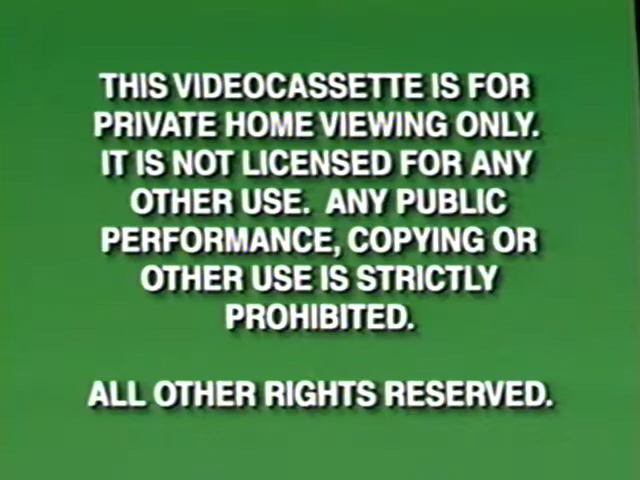 THIS VIDEOCASSETTE IS FOR
PRIVATE HOME VIEWING ONLY.
IT IS NOT LICENSED FOR ANY
OTHER USE.  ANY PUBLIC
PERFORMANCE, COPYING OR
OTHER USE IS STRICTLY
PROHIBITED.
ALL OTHER RIGHTS RESERVED.